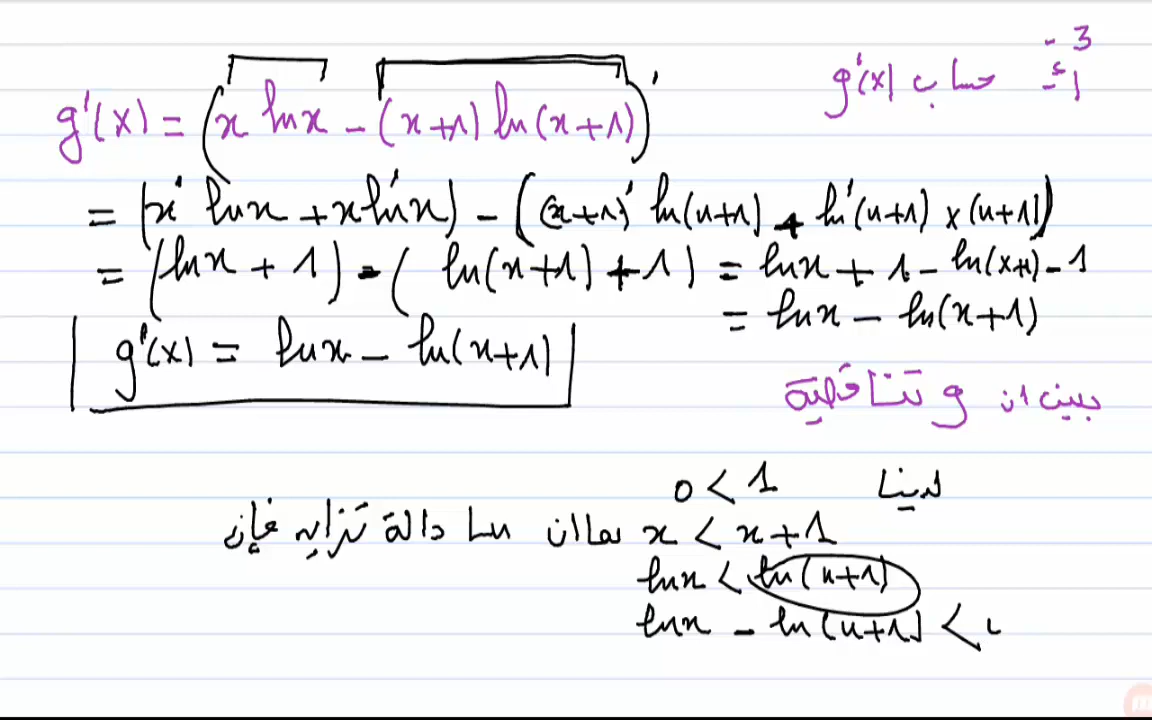 3 -
1 - أ - حساب g'(x)
g'(x) = (x ln x - (x+1) ln(x+1))'
= (x' ln x + x ln' x) - ((x+1)' ln(x+1) + ln'(x+1) × (x+1))
= (ln x + 1) - ( ln(x+1) + 1 ) = ln x + 1 - ln(x+1) - 1
= ln x - ln(x+1)
g'(x) = ln x - ln(x+1)
بين ان g تناقصية
لدينا 0 < 1
x < x + 1 بما ان Ln دالة تزايدية فإن
ln x < ln(x+1)
ln x - ln(x+1) <